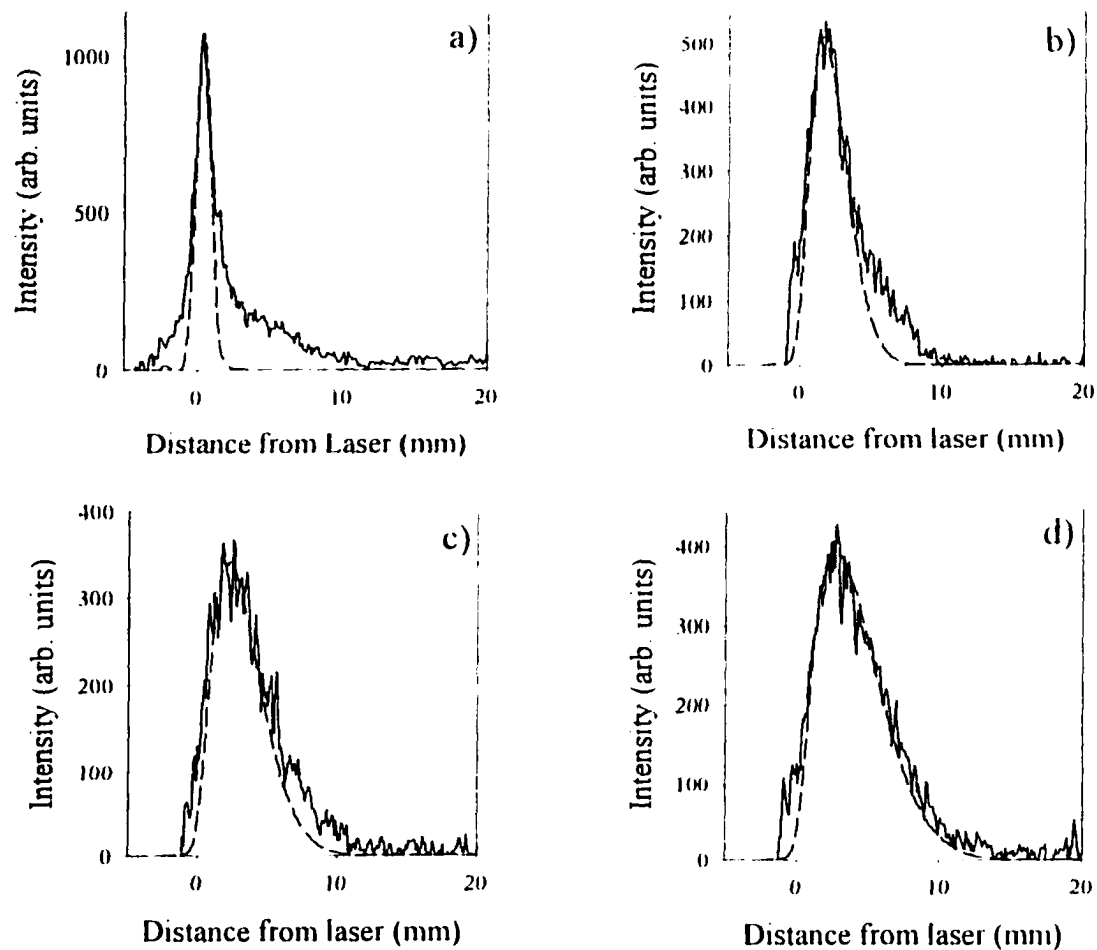 a)
Intensity (arb. units)
1000
500
0
0 10 20
Distance from Laser (mm)
b)
Intensity (arb. units)
500
400
300
200
100
0
0 10 20
Distance from laser (mm)
c)
Intensity (arb. units)
400
300
200
100
0
0 10 20
Distance from laser (mm)
d)
Intensity (arb. units)
400
300
200
100
0
0 10 20
Distance from laser (mm)